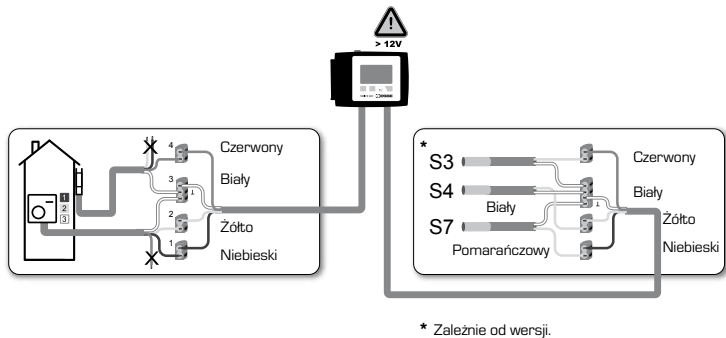 > 12V
4
3
2
1
Czerwony
Biały
Żółto
Niebieski
1
2
3
*
S3
S4
S7
Biały
Pomarańczowy
Czerwony
Biały
Żółto
Niebieski
* Zależnie od wersji.